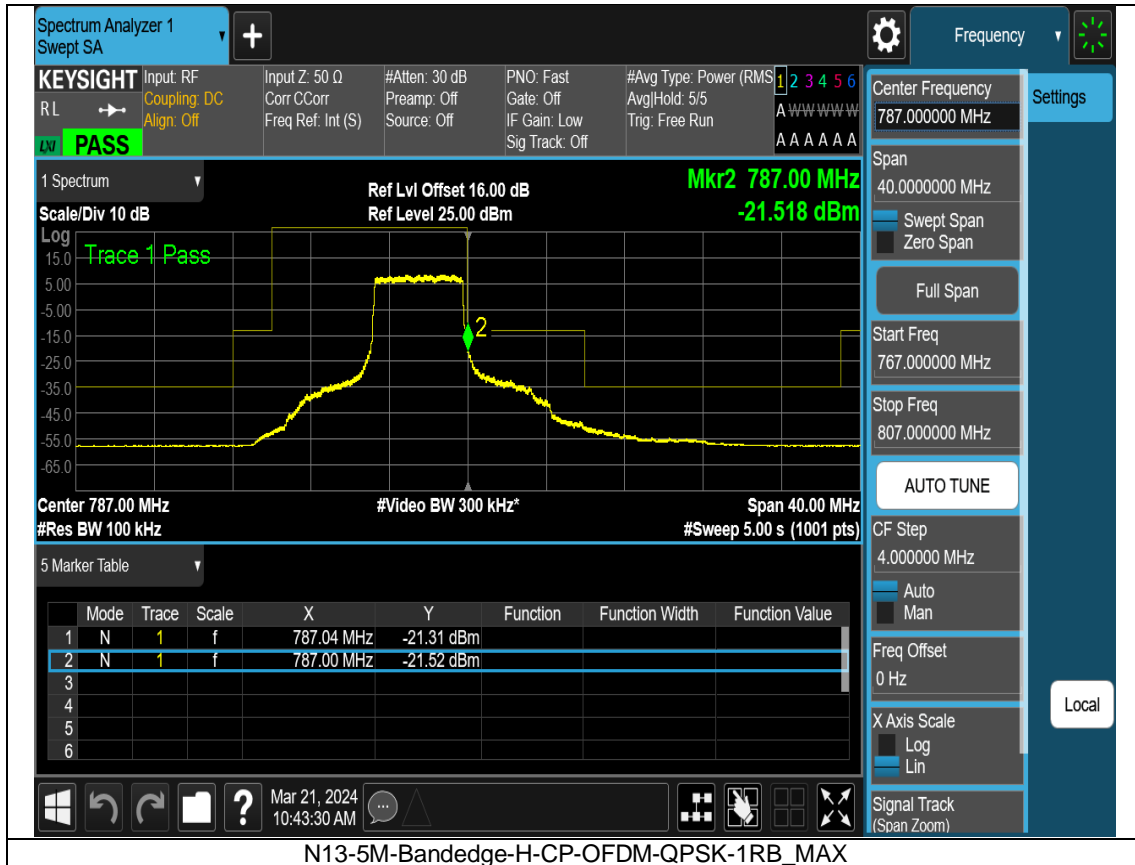 Spectrum Analyzer 1
Swept SA
+
Frequency
KEYSIGHT
RL
LXI PASS
Input: RF
Coupling: DC
Align: Off
Input Z: 50 Ω
Corr CCorr
Freq Ref: Int (S)
#Atten: 30 dB
Preamp: Off
Source: Off
PNO: Fast
Gate: Off
IF Gain: Low
Sig Track: Off
#Avg Type: Power (RMS
Avg|Hold: 5/5
Trig: Free Run
1 2 3 4 5 6
A W W W W W
A A A A A A
1 Spectrum
Scale/Div 10 dB
Ref Lvl Offset 16.00 dB
Ref Level 25.00 dBm
Mkr2 787.00 MHz
-21.518 dBm
Log
Trace 1 Pass
15.0
5.00
-5.00
-15.0
-25.0
-35.0
-45.0
-55.0
-65.0
2
Center 787.00 MHz
#Video BW 300 kHz*
Span 40.00 MHz
#Res BW 100 kHz
#Sweep 5.00 s (1001 pts)
5 Marker Table
Mode Trace Scale X Y Function Function Width Function Value
1 N 1 f 787.04 MHz -21.31 dBm
2 N 1 f 787.00 MHz -21.52 dBm
3
4
5
6
Mar 21, 2024
10:43:30 AM
?
...
Center Frequency
787.000000 MHz
Settings
Span
40.0000000 MHz
Swept Span
Zero Span
Full Span
Start Freq
767.000000 MHz
Stop Freq
807.000000 MHz
AUTO TUNE
CF Step
4.000000 MHz
Auto
Man
Freq Offset
0 Hz
Local
X Axis Scale
Log
Lin
Signal Track
(Span Zoom)
N13-5M-Bandedge-H-CP-OFDM-QPSK-1RB_MAX